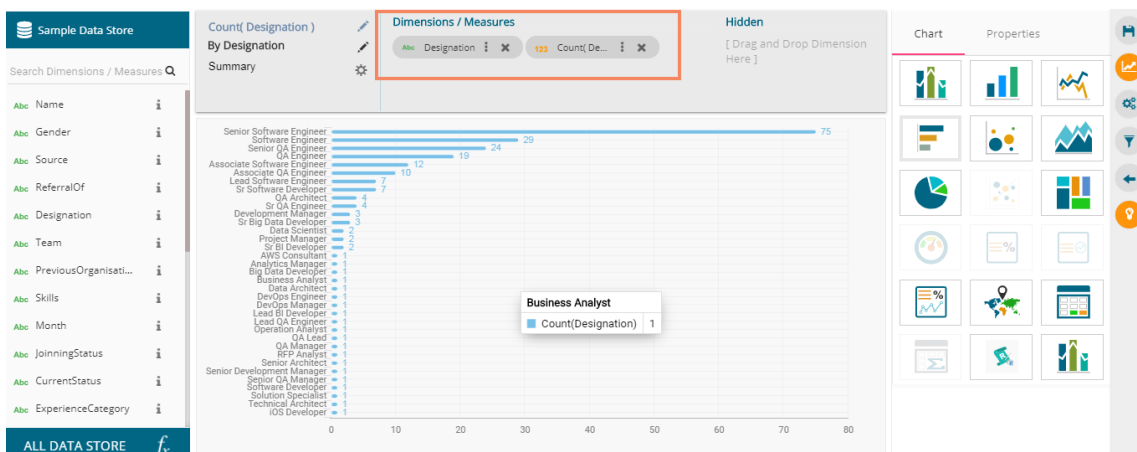 Sample Data Store
Search Dimensions / Measures
Abc Name i
Abc Gender i
Abc Source i
Abc ReferralOf i
Abc Designation i
Abc Team i
Abc PreviousOrganisati... i
Abc Skills i
Abc Month i
Abc JoinningStatus i
Abc CurrentStatus i
Abc ExperienceCategory i
ALL DATA STORE fx
Count( Designation )
By Designation
Summary
Dimensions / Measures
Abc Designation
123 Count( De...
Hidden
[ Drag and Drop Dimension
Here ]
Senior Software Engineer 75
Software Engineer 29
Senior QA Engineer 24
QA Engineer 19
Associate Software Engineer 12
Associate QA Engineer 10
Lead Software Engineer 7
Sr Software Developer 7
QA Architect 4
Sr QA Engineer 4
Development Manager 3
Sr Big Data Developer 3
Data Scientist 2
Project Manager 2
Sr BI Developer 2
AWS Consultant 1
Analytics Manager 1
Big Data Developer 1
Business Analyst 1
Data Architect 1
DevOps Engineer 1
DevOps Manager 1
Lead BI Developer 1
Lead QA Engineer 1
Operation Analyst 1
QA Lead 1
QA Manager 1
RFP Analyst 1
Senior Architect 1
Senior Development Manager 1
Senior QA Manager 1
Software Developer 1
Solution Specialist 1
Technical Architect 1
iOS Developer 1
0 10 20 30 40 50 60 70 80
Business Analyst
Count(Designation) 1
Chart Properties
%
%
Σ
R